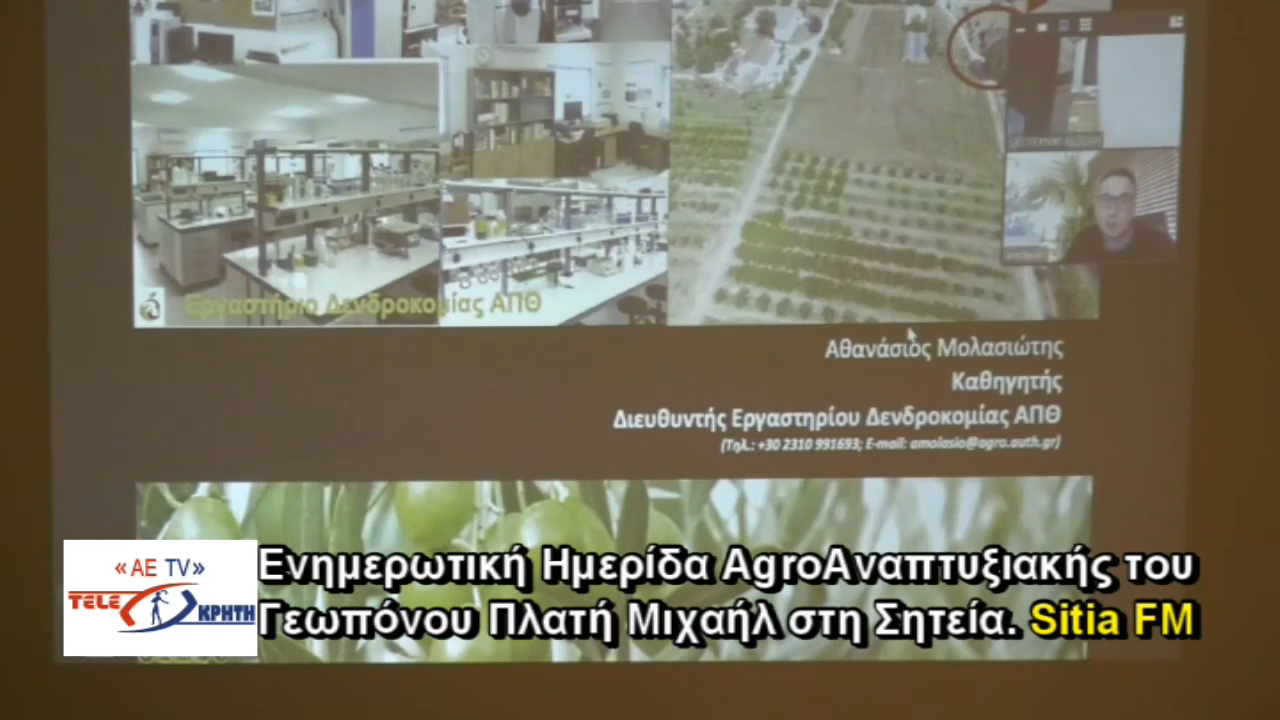 Εργαστήριο Δενδροκομίας ΑΠΘ
Αθανάσιος Μολασιώτης
Καθηγητής
Διευθυντής Εργαστηρίου Δενδροκομίας ΑΠΘ
(Τηλ.: +30 2310 991693; E-mail: amolasio@agro.auth.gr)
«AE TV»
TELE ΚΡΗΤΗ
Ενημερωτική Ημερίδα AgroΑναπτυξιακής του
Γεωπόνου Πλατή Μιχαήλ στη Σητεία. Sitia FM